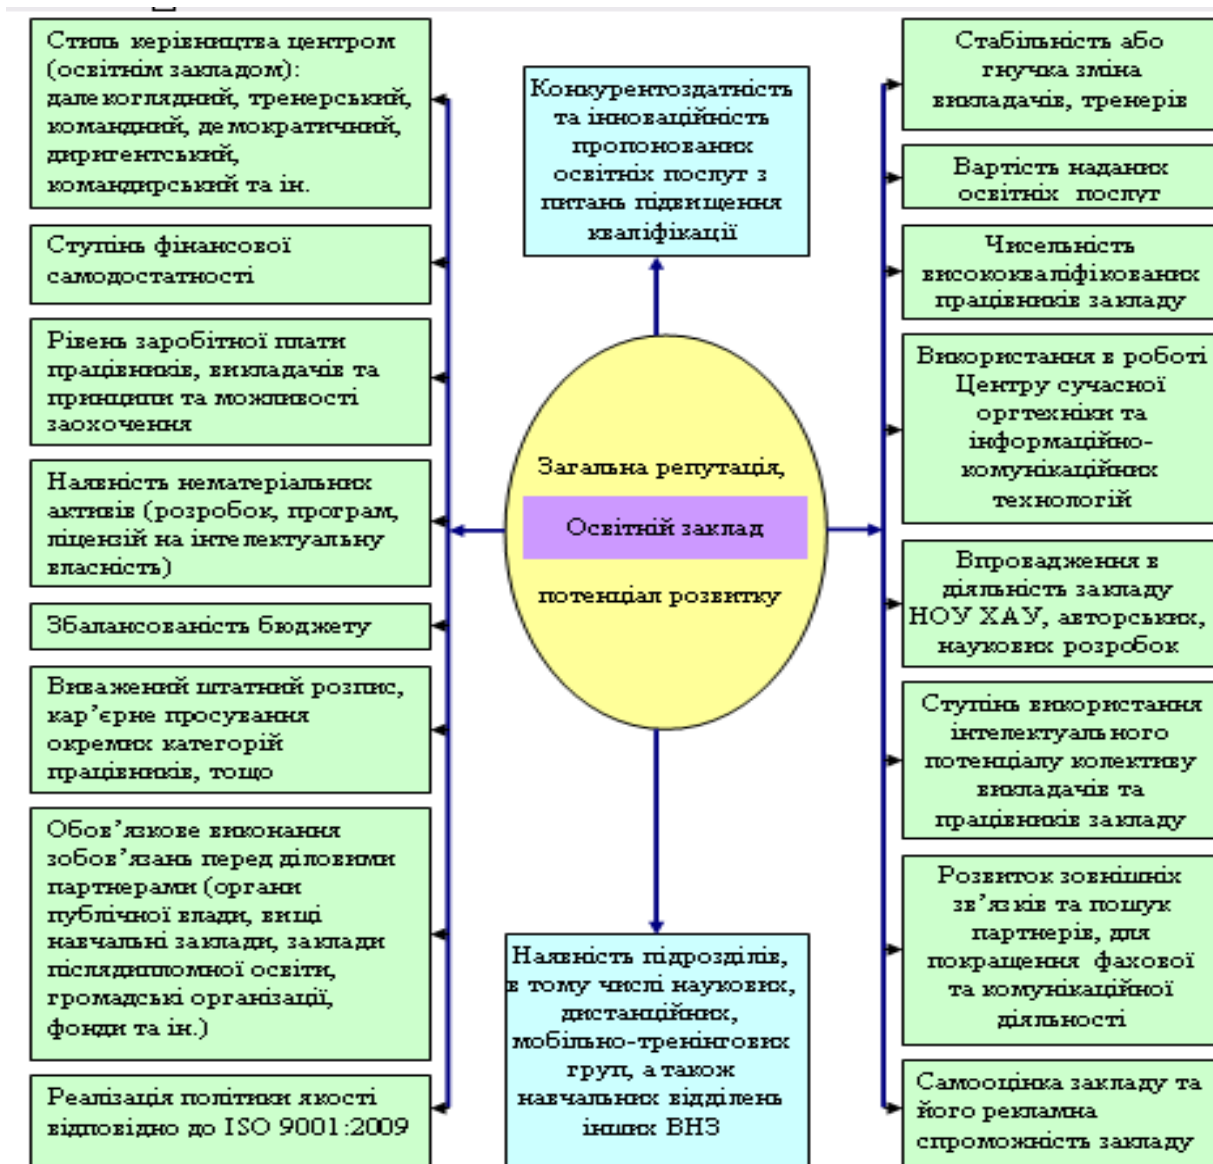 Стиль керівництва центром
(освітнім закладом):
далекоглядний, тренерський,
командний, демократичний,
диригентський,
командирський та ін.
Ступінь фінансової
самодостатності
Рівень заробітної плати
працівників, викладачів та
принципи та можливості
заохочення
Наявність нематеріальних
активів (розробок, програм,
ліцензій на інтелектуальну
власність)
Збалансованість бюджету
Виважений штатний розпис,
кар’єрне просування
окремих категорій
працівників, тощо
Обов’язкове виконання
зобов’язань перед діловими
партнерами (органи
публічної влади, вищі
навчальні заклади, заклади
післядипломної освіти,
громадські організації,
фонди та ін.)
Реалізація політики якості
відповідно до ISO 9001:2009
Конкурентоздатність
та інноваційність
пропонованих
освітніх послуг з
питань підвищення
кваліфікації
Загальна репутація,
Освітній заклад
потенціал розвитку
Наявність підрозділів,
в тому числі наукових,
дистанційних,
мобільно-тренінгових
груп, а також
навчальних відділень
інших ВНЗ
Стабільність або
гнучка зміна
викладачів, тренерів
Вартість наданих
освітніх послуг
Чисельність
висококваліфікованих
працівників закладу
Використання в роботі
Центру сучасної
оргтехніки та
інформаційно-
комунікаційних
технологій
Впровадження в
діяльність закладу
НОУ ХАУ, авторських,
наукових розробок
Ступінь використання
інтелектуального
потенціалу колективу
викладачів та
працівників закладу
Розвиток зовнішніх
зв’язків та пошук
партнерів, для
покращення фахової
та комунікаційної
діяльності
Самооцінка закладу та
його рекламна
спроможність закладу